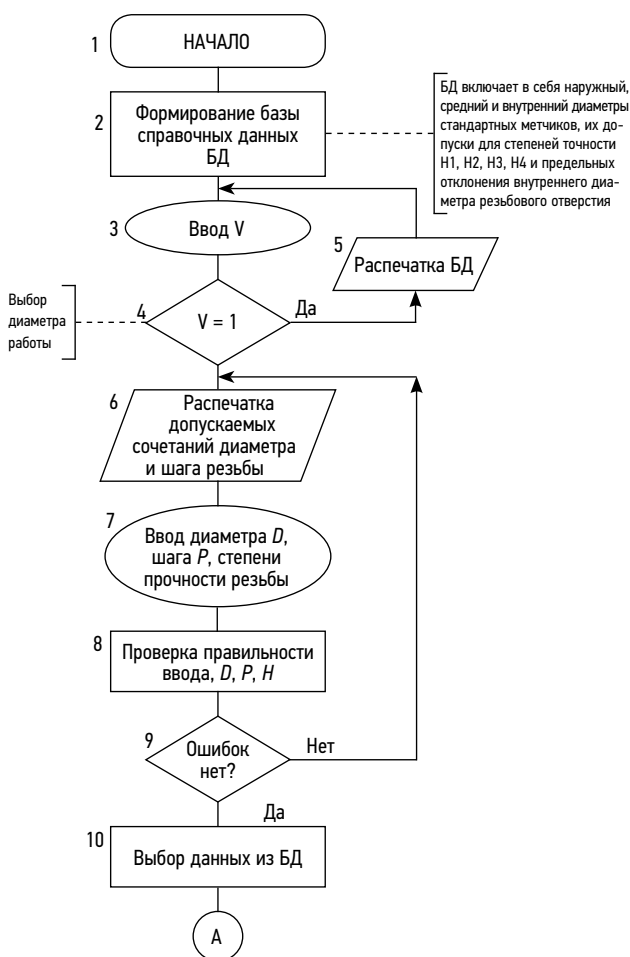 1
НАЧАЛО
2
Формирование базы
справочных данных
БД
БД включает в себя наружный,
средний и внутренний диаметры
стандартных метчиков, их до-
пуски для степеней точности
Н1, Н2, Н3, Н4 и предельных
отклонения внутреннего диа-
метра резьбового отверстия
3
Ввод V
5
Распечатка БД
Выбор
диаметра
работы
4
V = 1
Да
6
Распечатка
допускаемых
сочетаний диаметра
и шага резьбы
7
Ввод диаметра D,
шага P, степени
прочности резьбы
8
Проверка правильности
ввода, D, P, H
9
Ошибок
нет?
Нет
Да
10
Выбор данных из БД
А